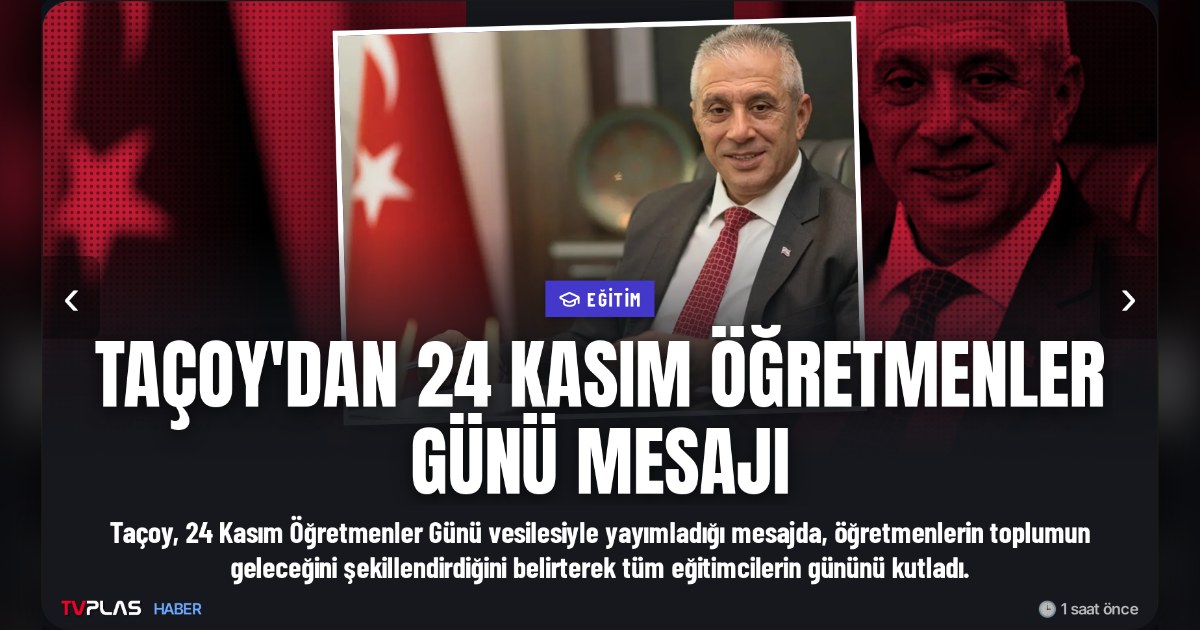 EĞİTİM
TAÇOY'DAN 24 KASIM ÖĞRETMENLER
GÜNÜ MESAJI
Taçoy, 24 Kasım Öğretmenler Günü vesilesiyle yayımladığı mesajda, öğretmenlerin toplumun
geleceğini şekillendirdiğini belirterek tüm eğitimcilerin gününü kutladı.
TVPLAS HABER
1 saat önce